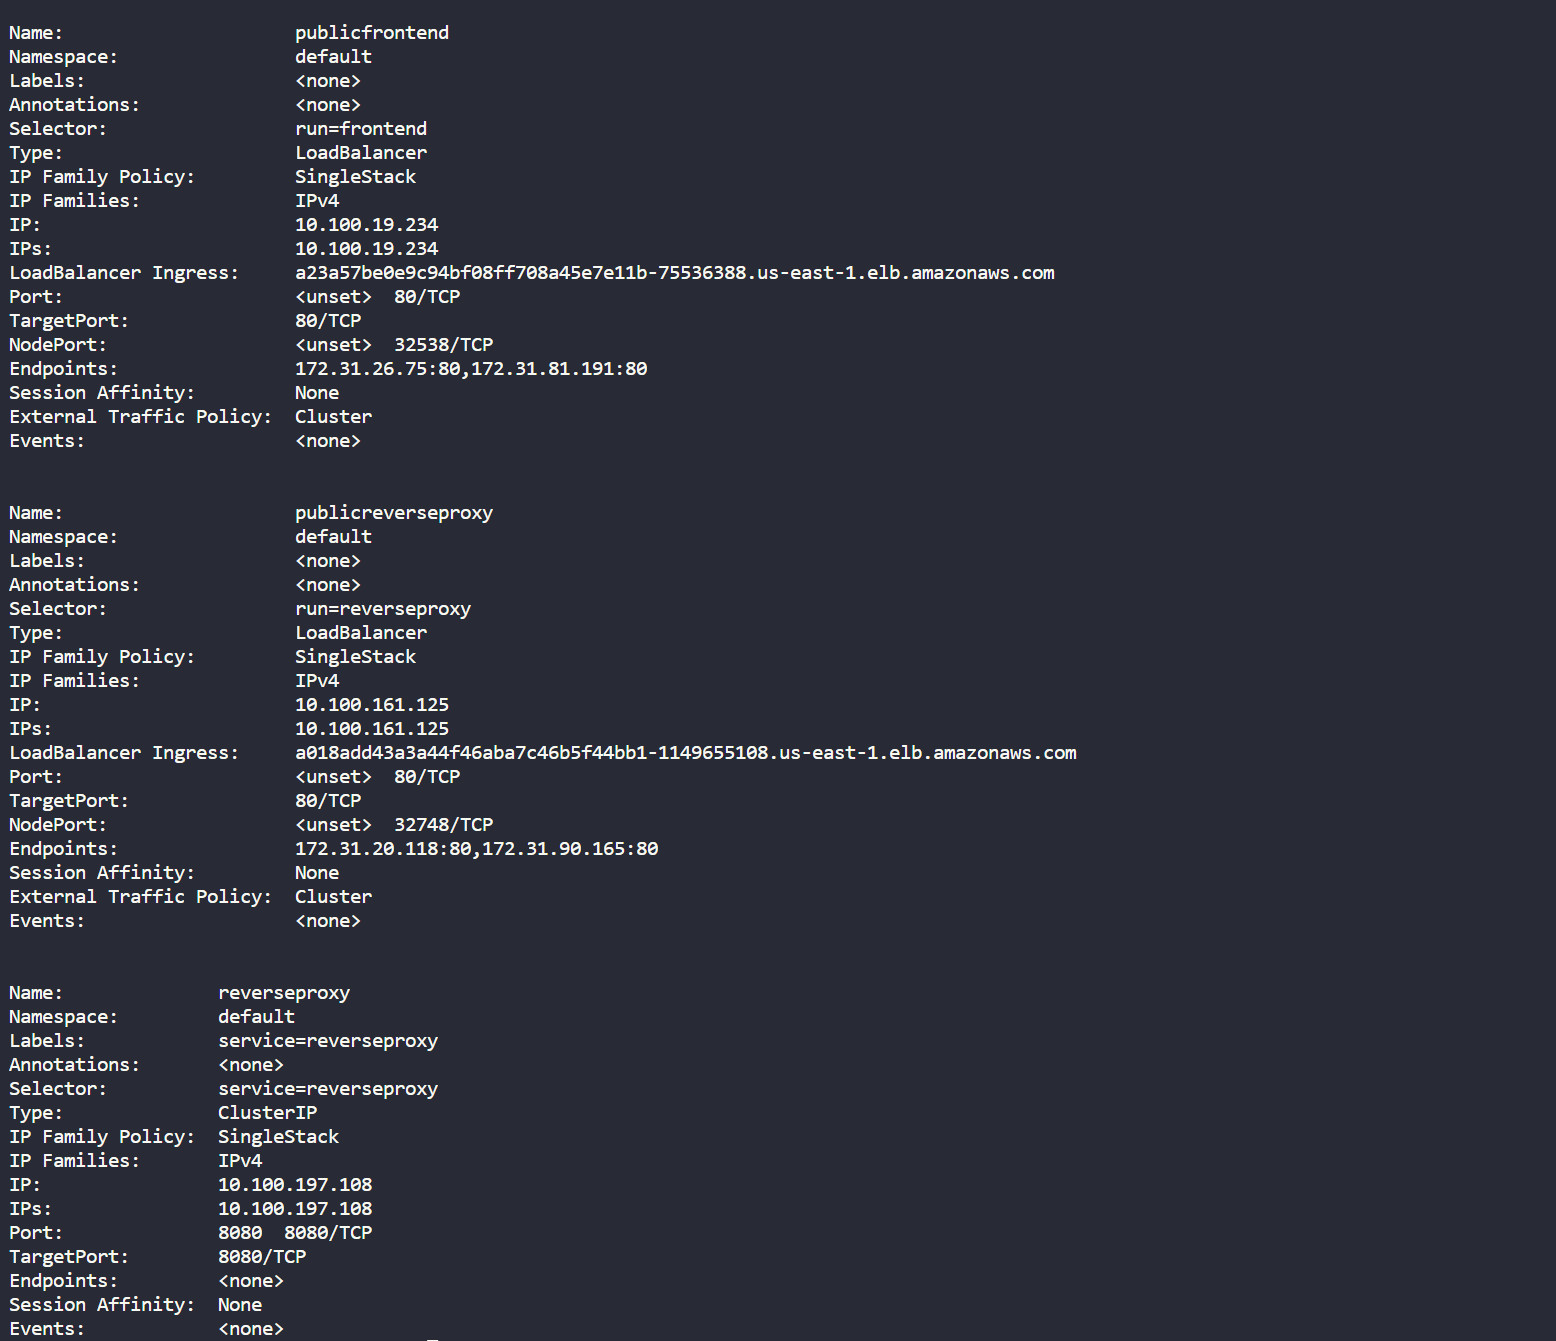 Name: publicfrontend
Namespace: default
Labels: <none>
Annotations: <none>
Selector: run=frontend
Type: LoadBalancer
IP Family Policy: SingleStack
IP Families: IPv4
IP: 10.100.19.234
IPs: 10.100.19.234
LoadBalancer Ingress: a23a57be0e9c94bf08ff708a45e7e11b-75536388.us-east-1.elb.amazonaws.com
Port: <unset> 80/TCP
TargetPort: 80/TCP
NodePort: <unset> 32538/TCP
Endpoints: 172.31.26.75:80,172.31.81.191:80
Session Affinity: None
External Traffic Policy: Cluster
Events: <none>
Name: publicreverseproxy
Namespace: default
Labels: <none>
Annotations: <none>
Selector: run=reverseproxy
Type: LoadBalancer
IP Family Policy: SingleStack
IP Families: IPv4
IP: 10.100.161.125
IPs: 10.100.161.125
LoadBalancer Ingress: a018add43a3a44f46aba7c46b5f44bb1-1149655108.us-east-1.elb.amazonaws.com
Port: <unset> 80/TCP
TargetPort: 80/TCP
NodePort: <unset> 32748/TCP
Endpoints: 172.31.20.118:80,172.31.90.165:80
Session Affinity: None
External Traffic Policy: Cluster
Events: <none>
Name: reverseproxy
Namespace: default
Labels: service=reverseproxy
Annotations: <none>
Selector: service=reverseproxy
Type: ClusterIP
IP Family Policy: SingleStack
IP Families: IPv4
IP: 10.100.197.108
IPs: 10.100.197.108
Port: 8080 8080/TCP
TargetPort: 8080/TCP
Endpoints: <none>
Session Affinity: None
Events: <none>